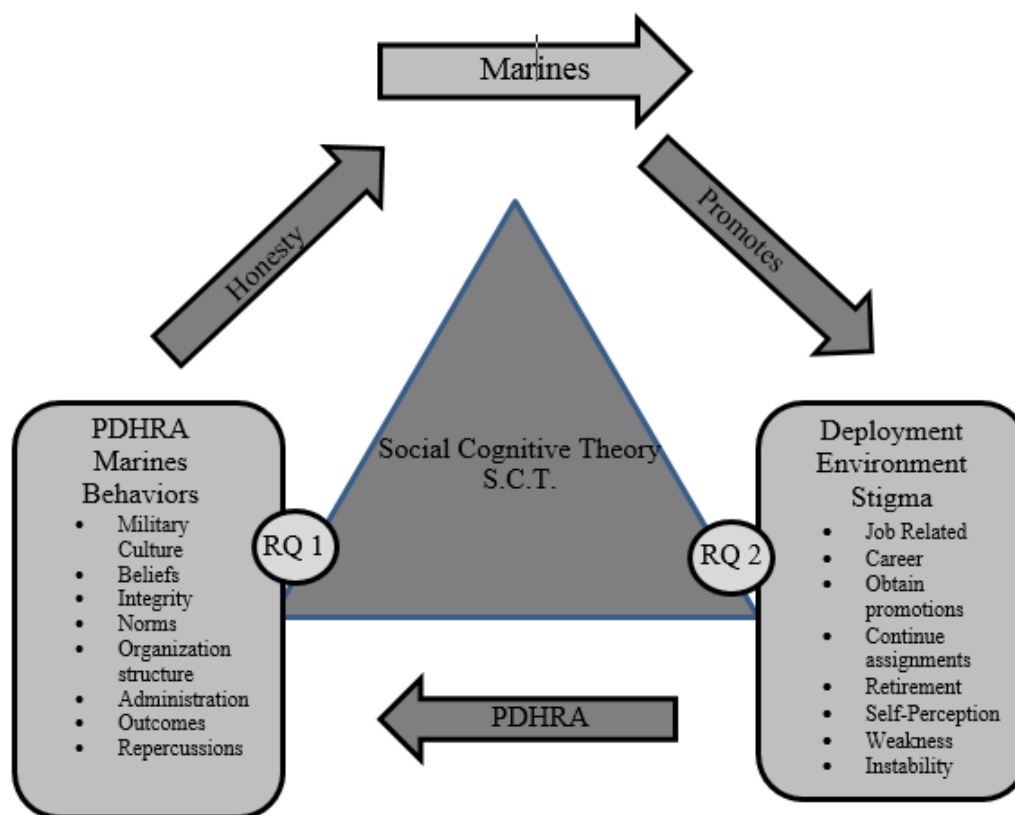 Marines
Honesty
Promotes
Social Cognitive Theory
S.C.T.
PDHRA
Marines
Behaviors
• Military
Culture
• Beliefs
• Integrity
• Norms
• Organization
structure
• Administration
• Outcomes
• Repercussions
RQ 1
RQ 2
Deployment
Environment
Stigma
• Job Related
• Career
• Obtain
promotions
• Continue
assignments
• Retirement
• Self-Perception
• Weakness
• Instability
PDHRA